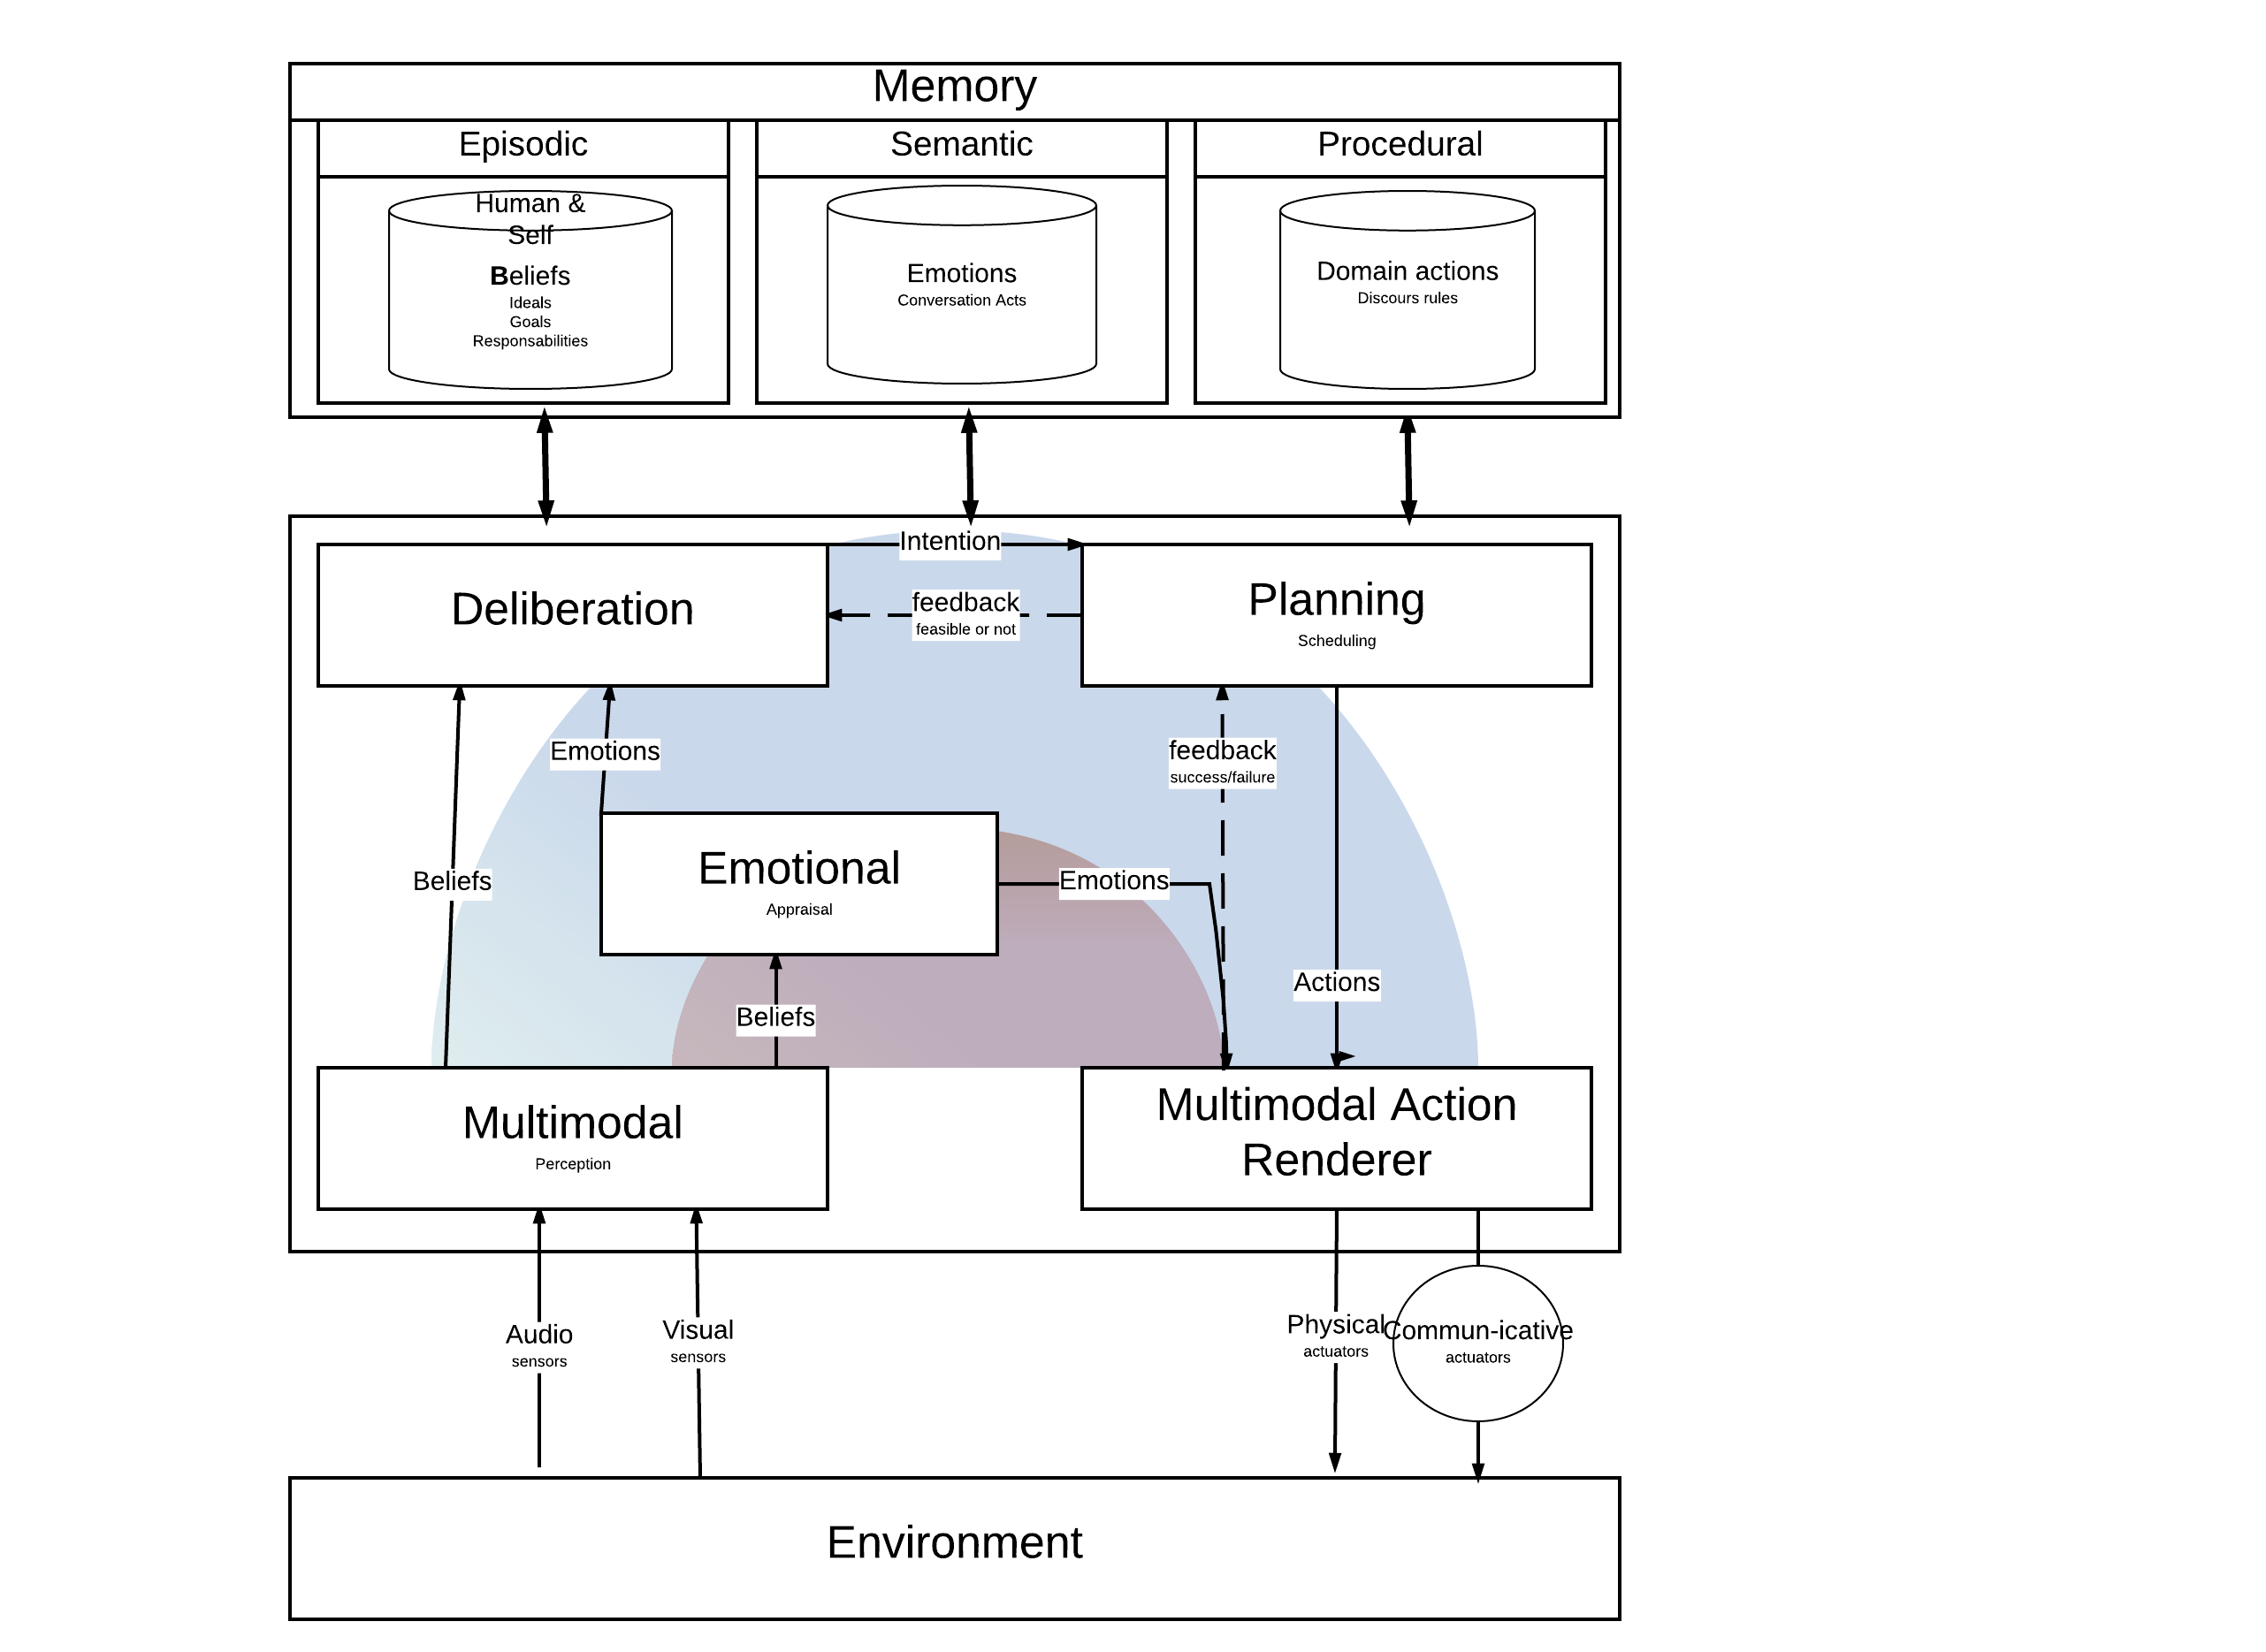 Memory
Episodic
Semantic
Procedural
Human &
Self
Beliefs
Ideals
Goals
Responsabilities
Emotions
Conversation Acts
Domain actions
Discours rules
Intention
Deliberation
feedback
feasible or not
Planning
Scheduling
Emotions
feedback
success/failure
Beliefs
Emotional
Appraisal
Emotions
Actions
Beliefs
Multimodal
Perception
Multimodal Action
Renderer
Audio
sensors
Visual
sensors
Physical
actuators
Commun-icative
actuators
Environment